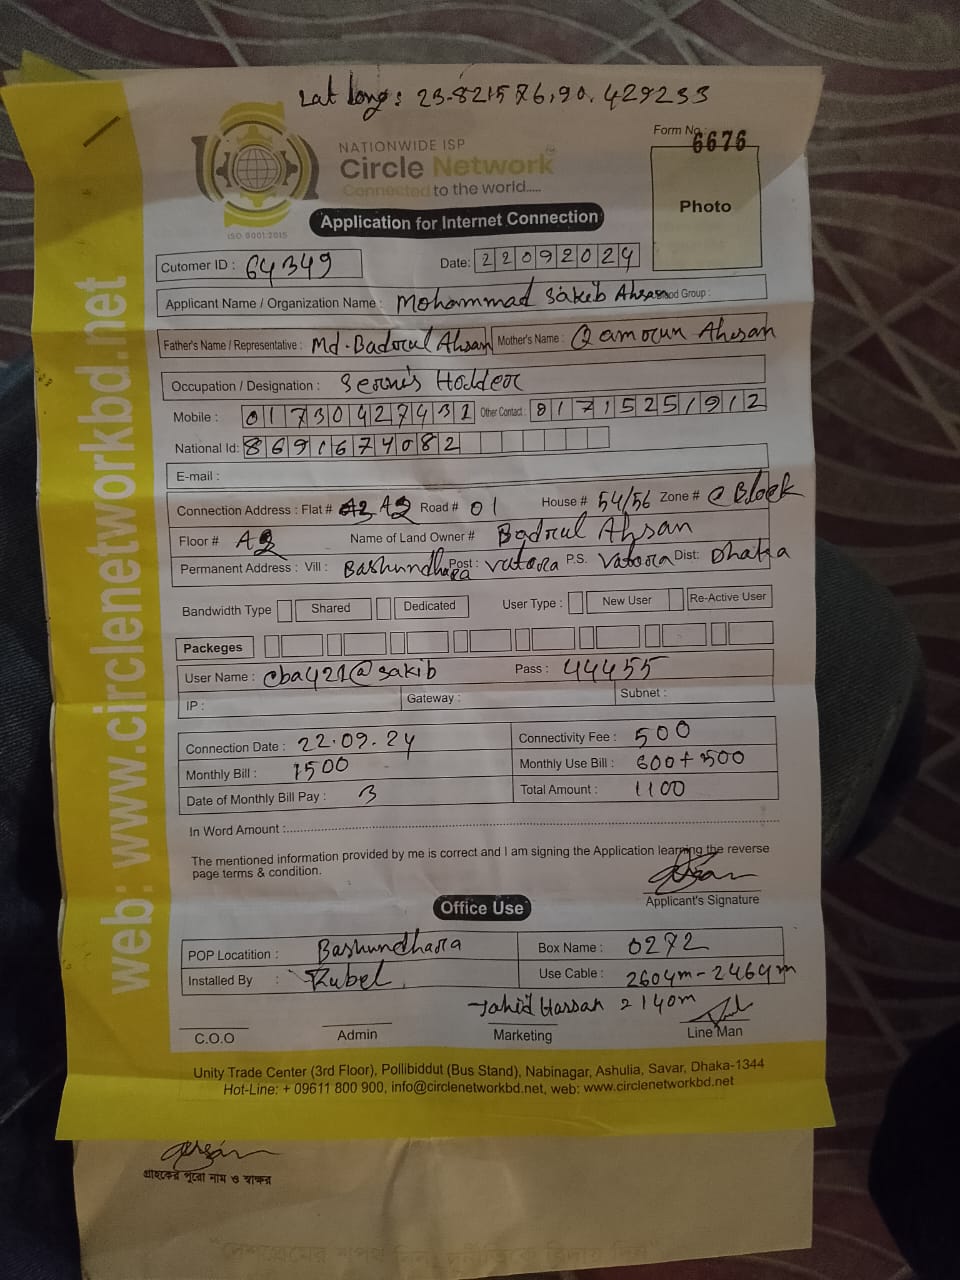 Lat long: 23.821576,90.429233
Form No: 6676
NATIONWIDE ISP
Circle Network
Connected to the world.....
ISO 9001:2015
Photo
Application for Internet Connection
Cutomer ID : 64349 Date: 22092024
Applicant Name / Organization Name : Mohammad Sakib Ahsan Blood Group :
Father's Name / Representative : Md. Badrul Ahsan Mother's Name : Qamrun Ahsan
Occupation / Designation : Hodder
Mobile : 01730427432 Other Contact : 01715251912
National Id: 8691674082
E-mail :
Connection Address : Flat # A2 Road # 01 House # 54/56 Zone # C Block
Floor # Name of Land Owner # Badrul Ahsan
Permanent Address : Vill : Bashundhara Post : Vatara P.S. Vatara Dist: Dhaka
Bandwidth Type Shared Dedicated User Type : New User Re-Active User
Packeges
User Name : cba421@sakib Pass : 44455
IP : Gateway : Subnet :
Connection Date : 22.09.24 Connectivity Fee : 500
Monthly Bill : 1500 Monthly Use Bill : 600+500
Date of Monthly Bill Pay : 3 Total Amount : 1100
In Word Amount :
The mentioned information provided by me is correct and I am signing the Application learning the reverse
page terms & condition.
Applicant's Signature
Office Use
POP Locatition : Bashundhara Box Name : 0272
Installed By : Rubel Use Cable : 2604m-2464m
Jahid Hassan 2140m
C.O.O Admin Marketing Line Man
Unity Trade Center (3rd Floor), Pollibiddut (Bus Stand), Nabinagar, Ashulia, Savar, Dhaka-1344
Hot-Line: + 09611 800 900, info@circlenetworkbd.net, web: www.circlenetworkbd.net
web: www.circlenetworkbd.net
গ্রাহকের পুরো নাম ও স্বাক্ষর